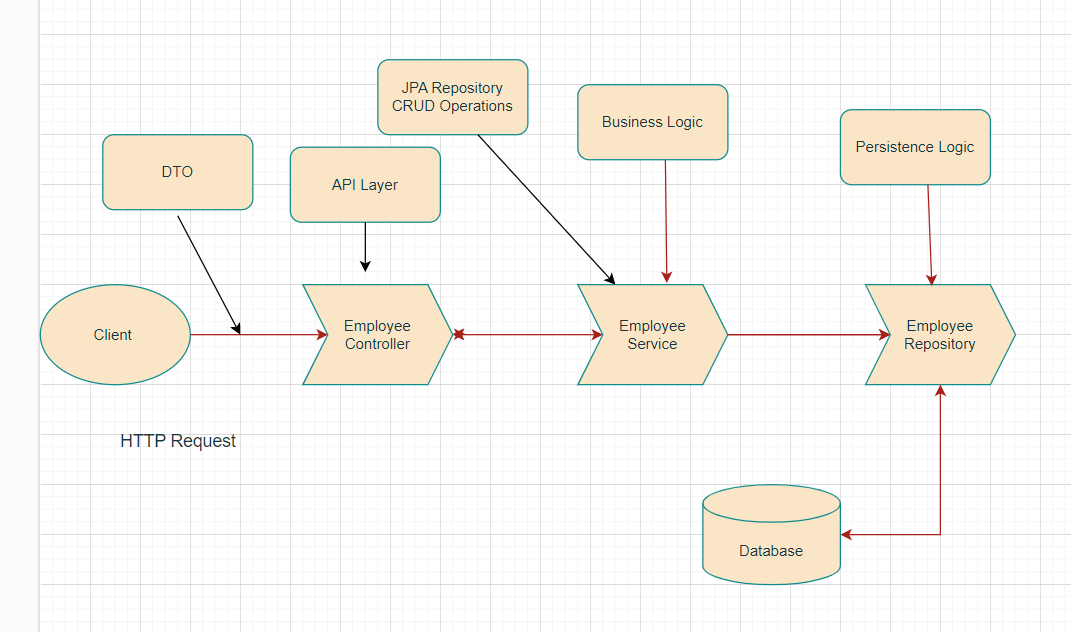 JPA Repository
CRUD Operations
Business Logic
Persistence Logic
DTO
API Layer
Client
Employee
Controller
Employee
Service
Employee
Repository
HTTP Request
Database